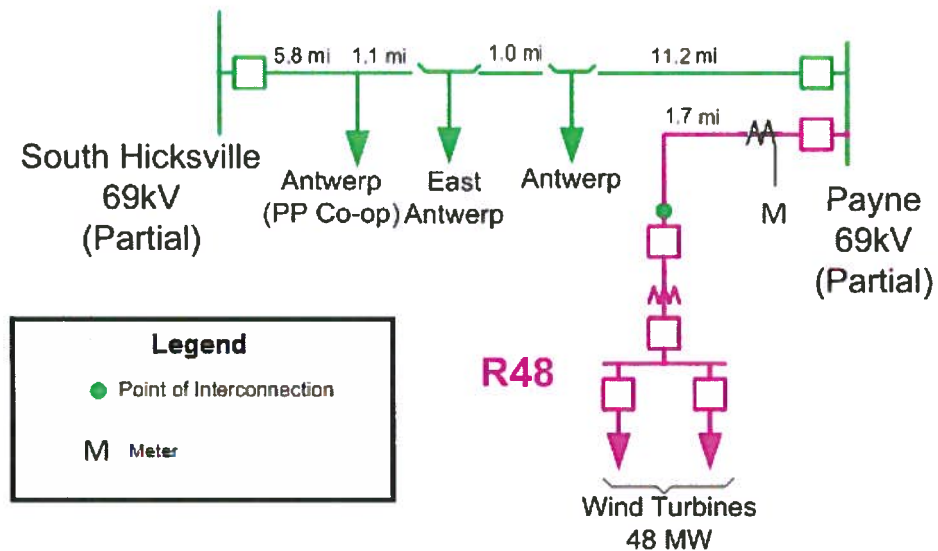 5.8 mi 1.1 mi 1.0 mi 11.2 mi
1.7 mi
South Hicksville
69kV
(Partial)
Antwerp
(PP Co-op)
East
Antwerp
Antwerp
M
Payne
69kV
(Partial)
Legend
Point of Interconnection
M Meter
R48
Wind Turbines
48 MW